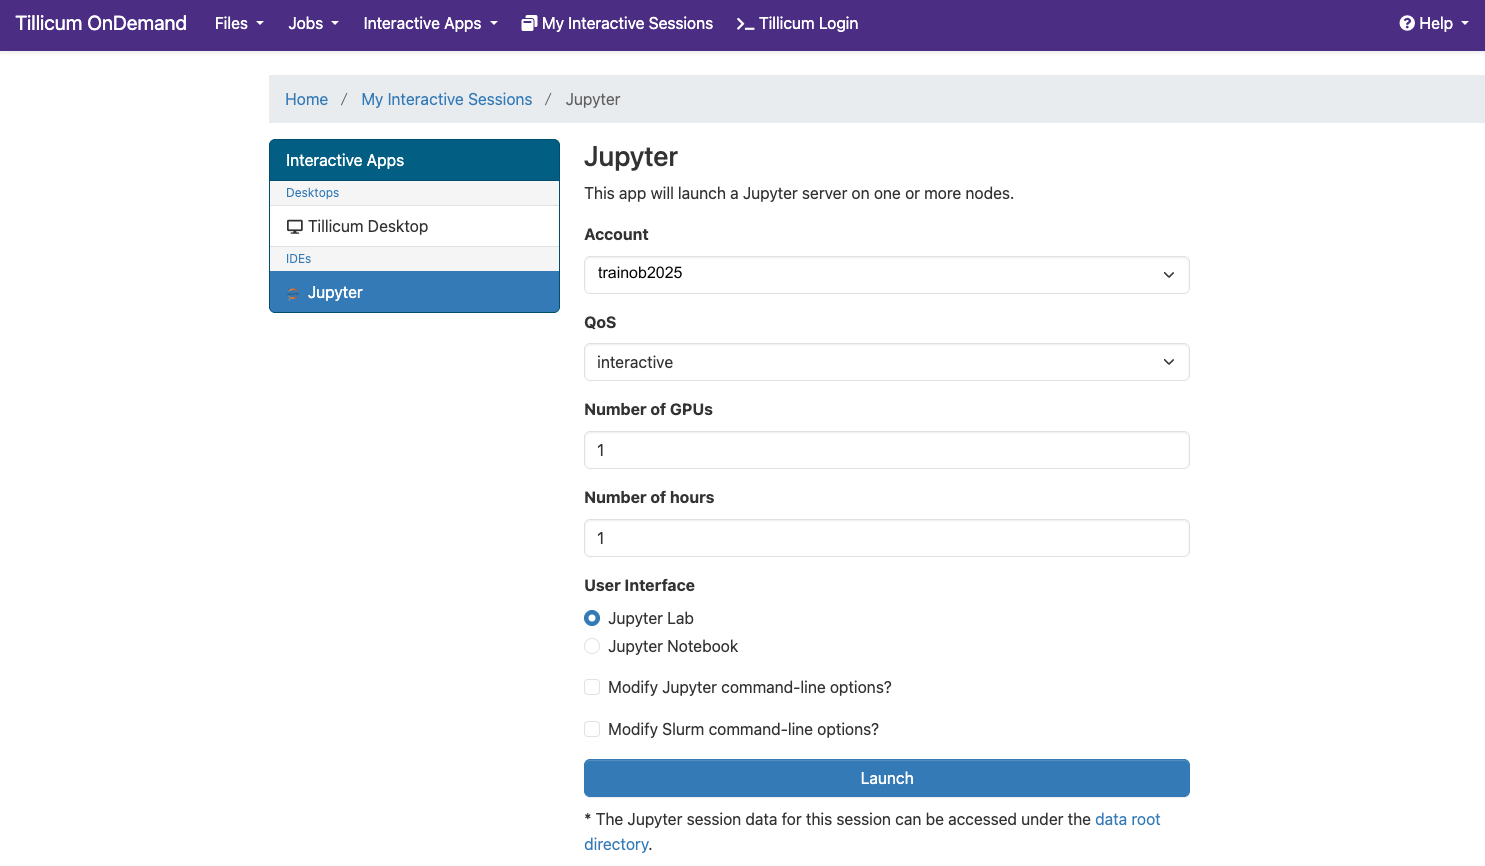 Tillicum OnDemand Files Jobs Interactive Apps My Interactive Sessions Tillicum Login Help
Home / My Interactive Sessions / Jupyter
Interactive Apps
Desktops
Tillicum Desktop
IDEs
Jupyter
Jupyter
This app will launch a Jupyter server on one or more nodes.
Account
trainob2025
QoS
interactive
Number of GPUs
1
Number of hours
1
User Interface
Jupyter Lab
Jupyter Notebook
Modify Jupyter command-line options?
Modify Slurm command-line options?
Launch
* The Jupyter session data for this session can be accessed under the data root
directory.